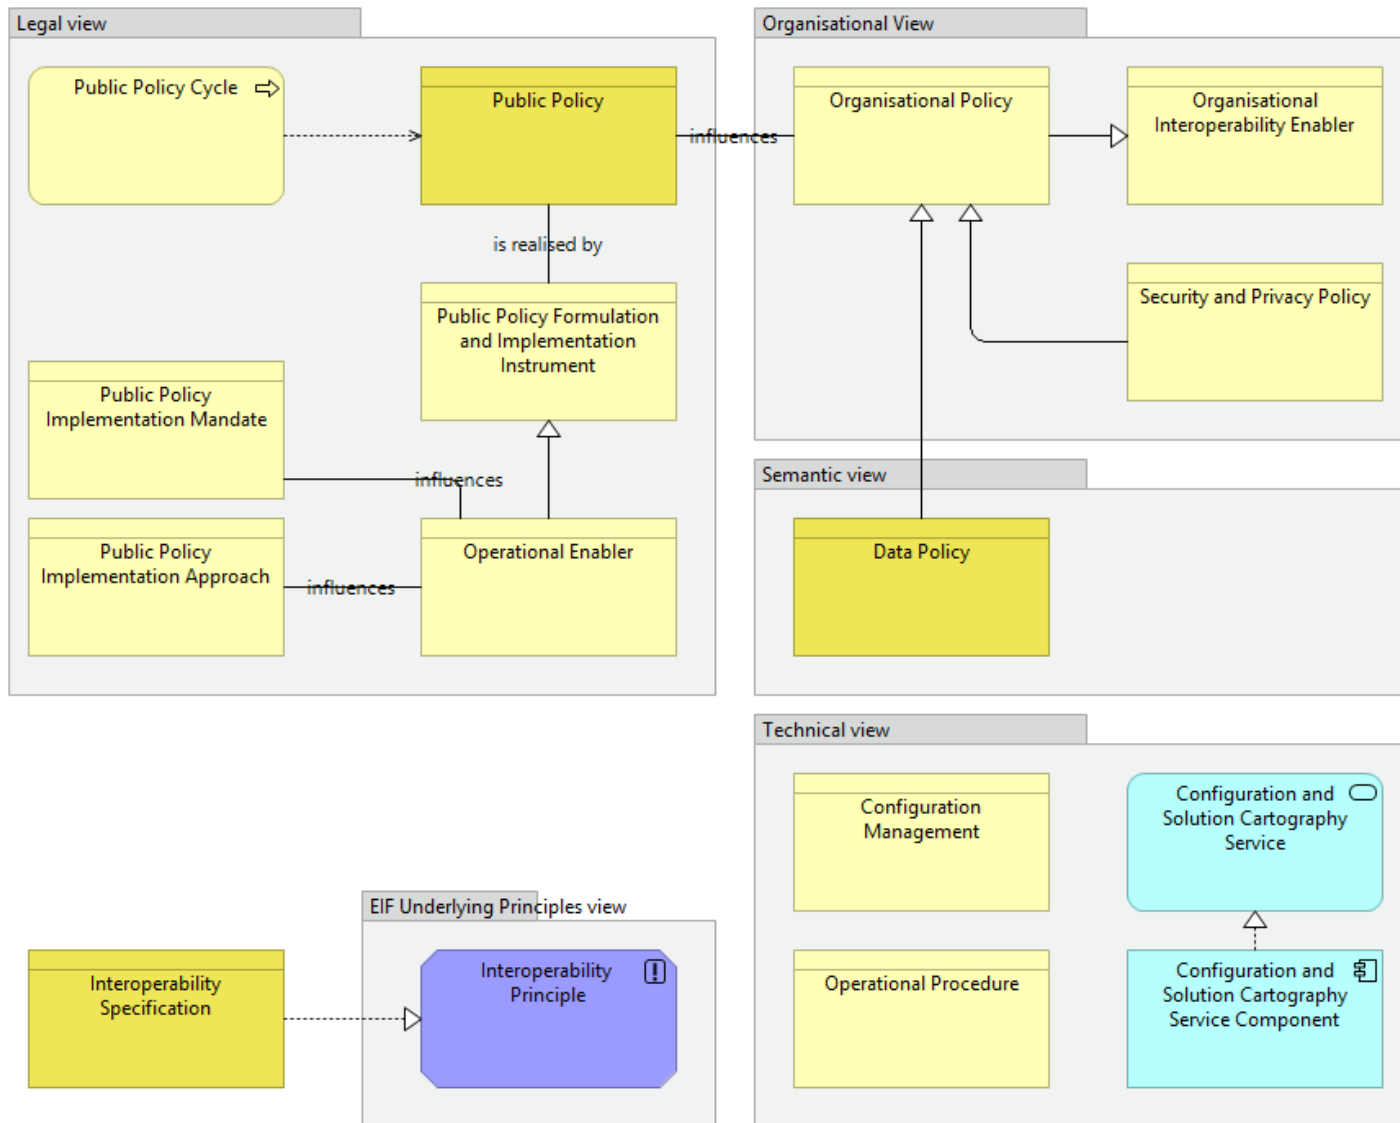 Legal view
Public Policy Cycle
Public Policy
is realised by
Public Policy Formulation
and Implementation
Instrument
Public Policy
Implementation Mandate
influences
Public Policy
Implementation Approach
influences
Operational Enabler
influences
Organisational View
Organisational Policy
Organisational
Interoperability Enabler
Security and Privacy Policy
Semantic view
Data Policy
Technical view
Configuration
Management
Configuration and
Solution Cartography
Service
Operational Procedure
Configuration and
Solution Cartography
Service Component
EIF Underlying Principles view
Interoperability
Specification
Interoperability
Principle